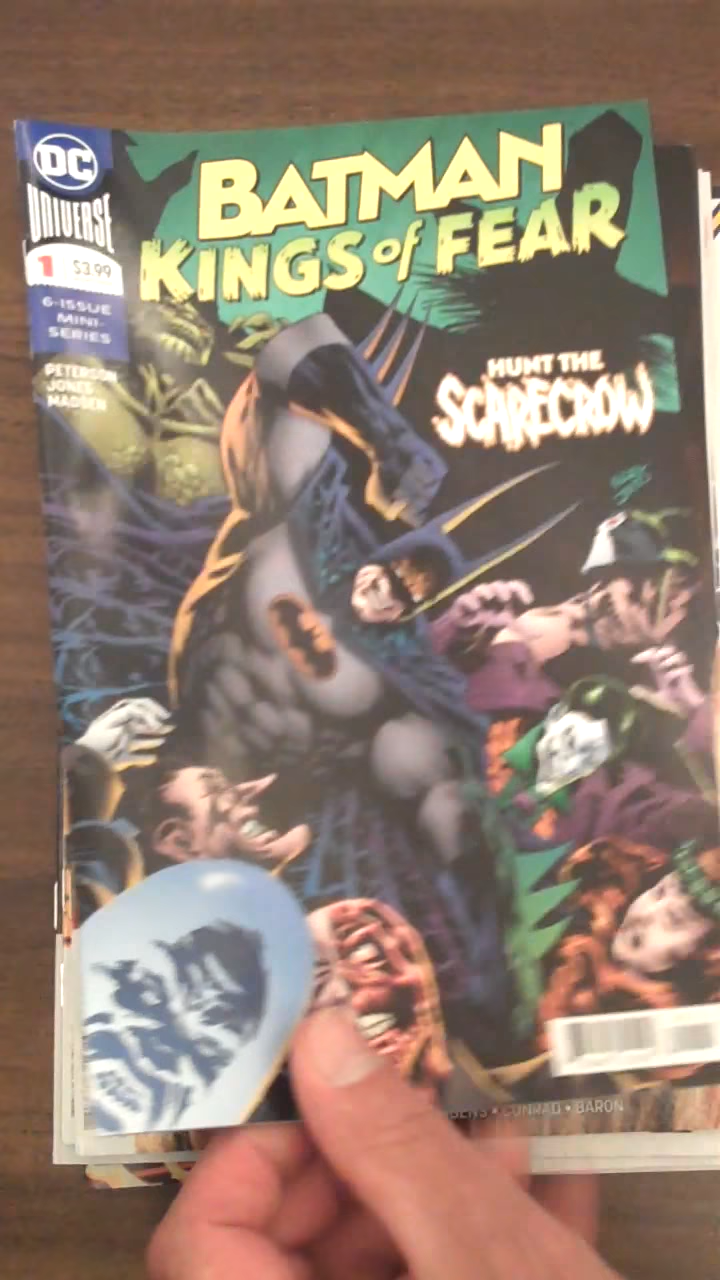 DC
UNIVERSE
1 $3.99
6-ISSUE
MINI-
SERIES
PETERSON
JONES
MADSEN
BATMAN
KINGS of FEAR
HUNT THE
SCARECROW
CONRAD • BARON